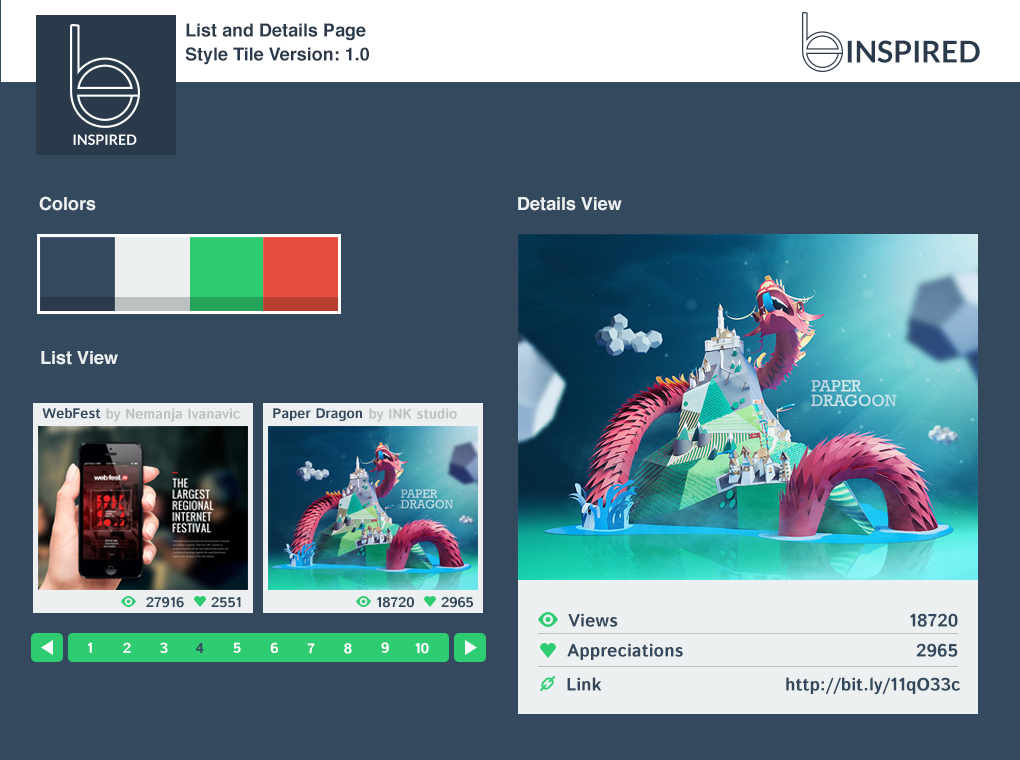 List and Details Page
Style Tile Version: 1.0
INSPIRED
INSPIRED
Colors
List View
WebFest by Nemanja Ivanavic
webfest
THE
LARGEST
REGIONAL
INTERNET
FESTIVAL
27916 2551
Paper Dragon by INK studio
PAPER
DRAGOON
18720 2965
1 2 3 4 5 6 7 8 9 10
Details View
PAPER
DRAGOON
Views 18720
Appreciations 2965
Link http://bit.ly/11qO33c